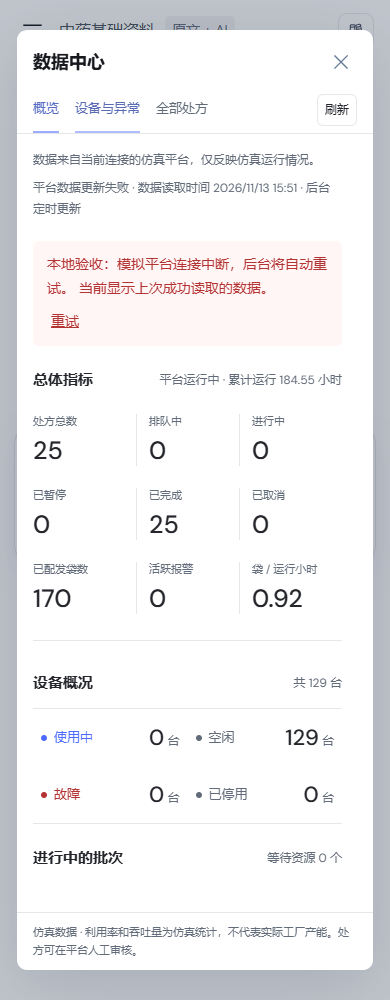 中药基础资料 原文 + AI
数据中心
概览 设备与异常 全部处方 刷新
数据来自当前连接的仿真平台，仅反映仿真运行情况。
平台数据更新失败 · 数据读取时间 2026/11/13 15:51 · 后台
定时更新
本地验收：模拟平台连接中断，后台将自动重
试。 当前显示上次成功读取的数据。
重试
总体指标 平台运行中 · 累计运行 184.55 小时
处方总数 排队中 进行中
25 0 0
已暂停 已完成 已取消
0 25 0
已配发袋数 活跃报警 袋 / 运行小时
170 0 0.92
设备概况 共 129 台
使用中 0 台 空闲 129 台
故障 0 台 已停用 0 台
进行中的批次 等待资源 0 个
仿真数据 · 利用率和吞吐量为仿真统计，不代表实际工厂产能。处
方可在平台人工审核。